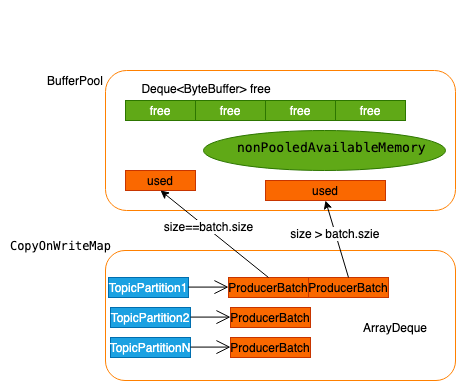 BufferPool
Deque<ByteBuffer> free
free free free free
nonPooledAvailableMemory
used
used
size==batch.size
size > batch.szie
CopyOnWriteMap
TopicPartition1 ProducerBatch ProducerBatch
TopicPartition2 ProducerBatch
ArrayDeque
TopicPartitionN ProducerBatch